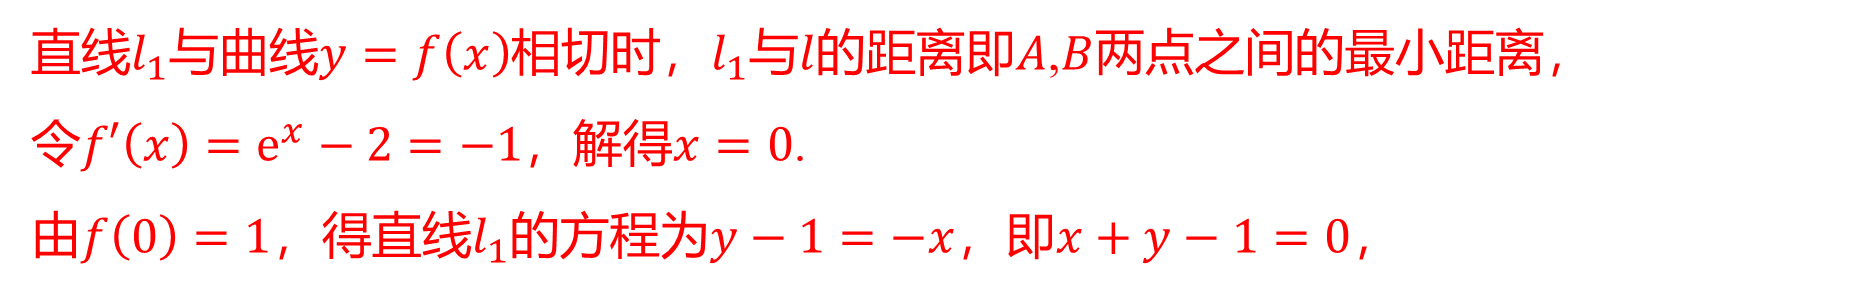 直线l₁与曲线y = f(x)相切时，l₁与l的距离即A,B两点之间的最小距离，
令f′(x) = eˣ − 2 = −1，解得x = 0.
由f(0) = 1，得直线l₁的方程为y − 1 = −x，即x + y − 1 = 0，